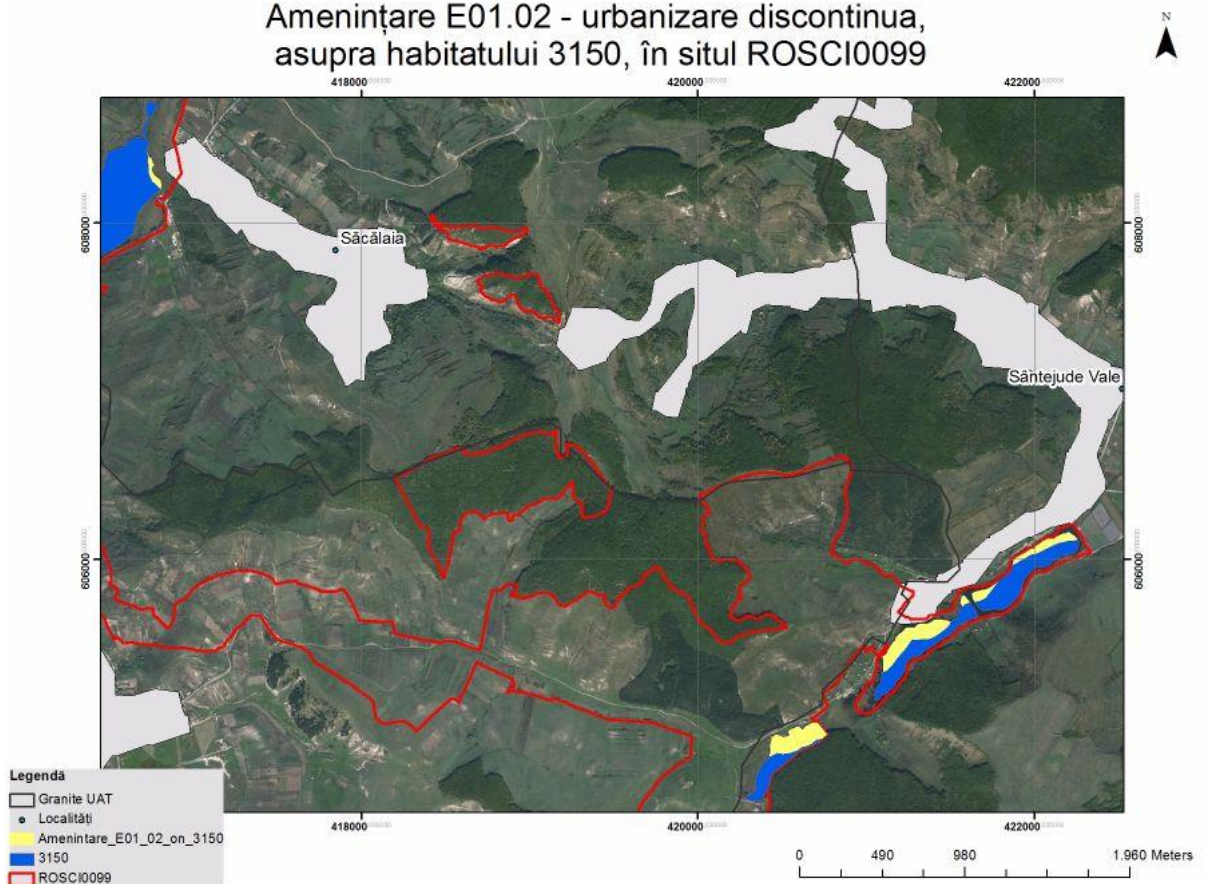 Amenințare E01.02 - urbanizare discontinua,
asupra habitatului 3150, în situl ROSCI0099
N
418000
420000
422000
608000
608000
Săcălaia
Sântejude Vale
606000
606000
Legendă
Granite UAT
Localități
Amenintare_E01_02_on_3150
3150
ROSCI0099
418000
420000
422000
0 490 980 1.960 Meters